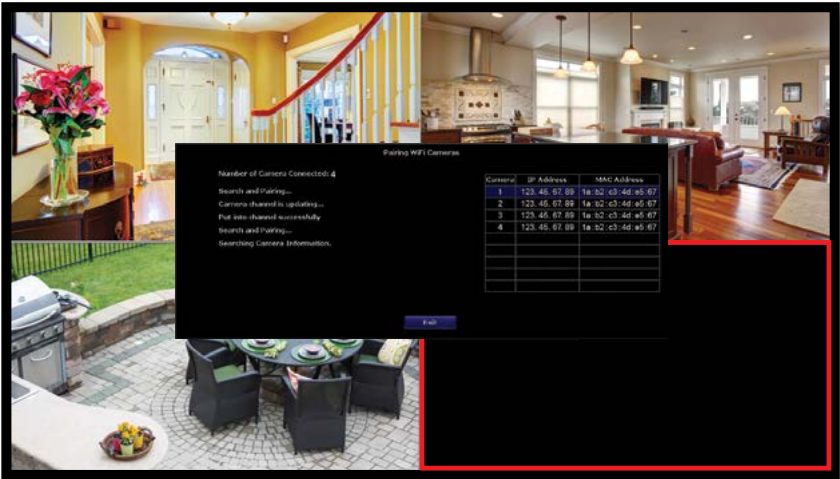 Pairing WiFi Cameras
Number of Camera Connected: 4
Search and Pairing...
Camera channel is updating...
Put into channel successfully
Search and Pairing...
Searching Camera Information.
Camera IP Address MAC Address
1 123.45.67.89 1a:b2:c3:4d:e5:67
2 123.45.67.89 1a:b2:c3:4d:e5:67
3 123.45.67.89 1a:b2:c3:4d:e5:67
4 123.45.67.89 1a:b2:c3:4d:e5:67
Exit